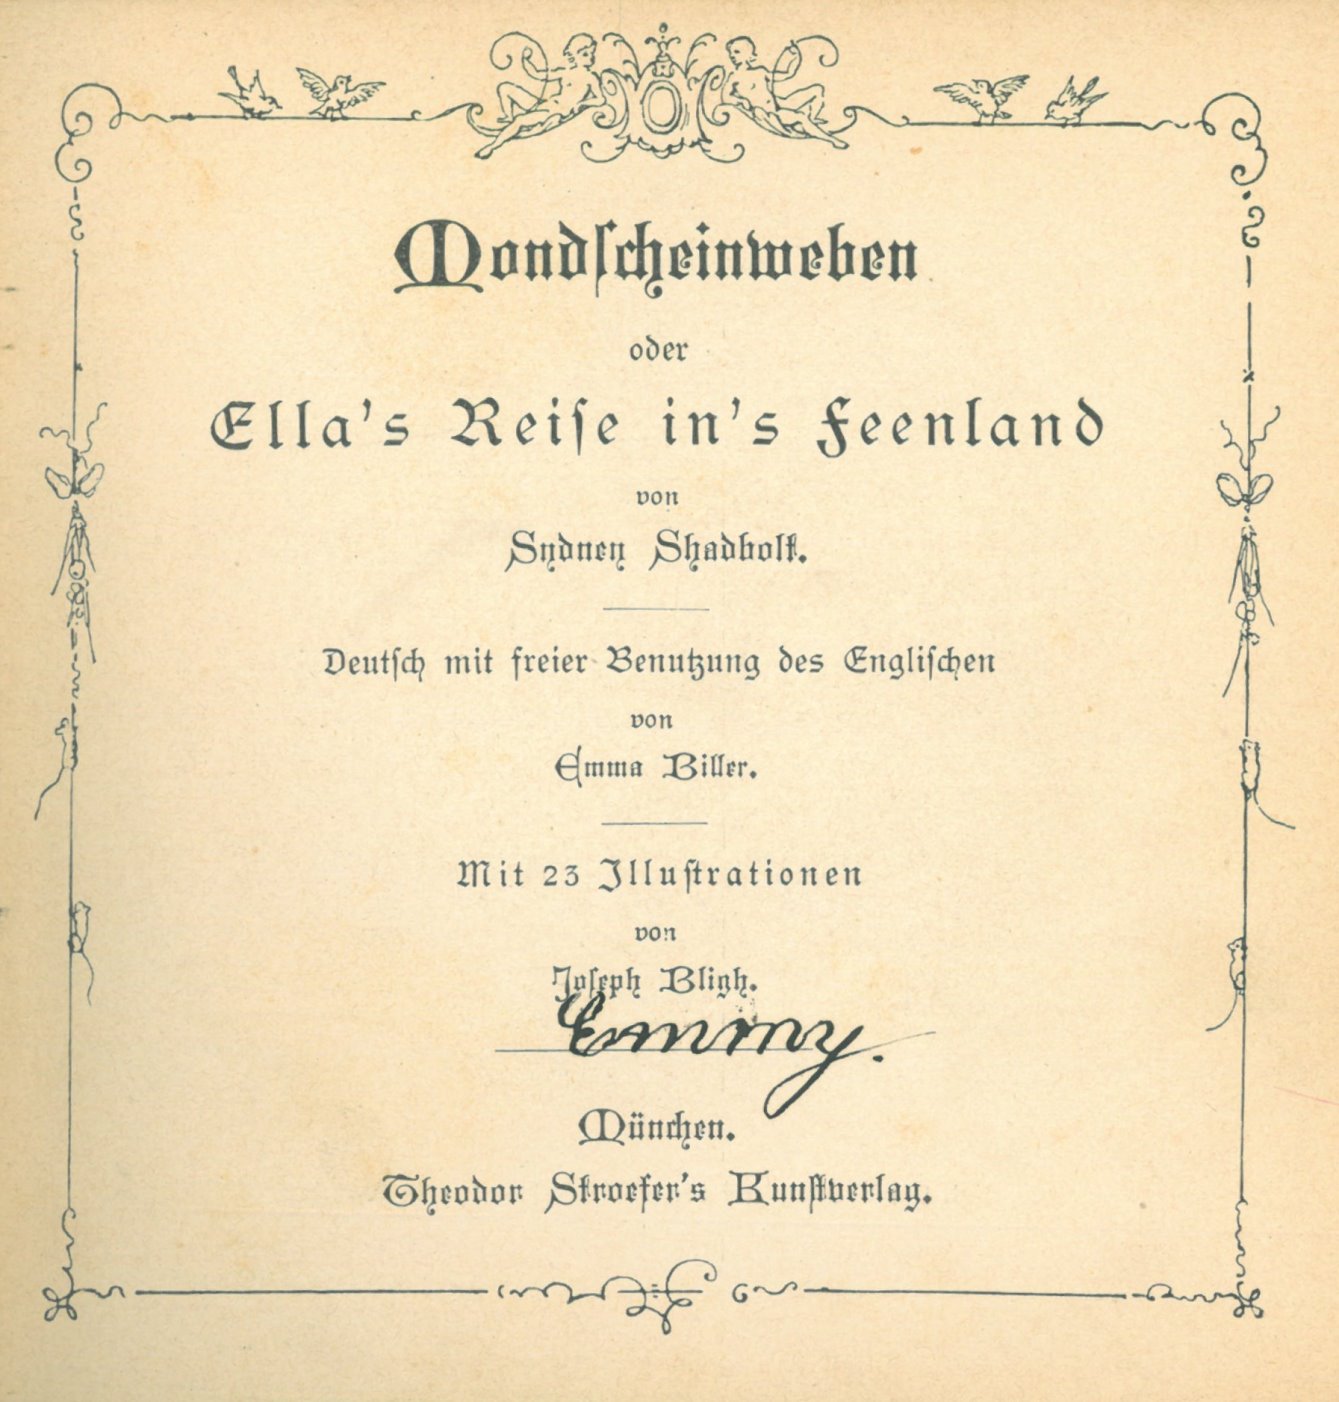 Mondſcheinweben
oder
Ella's Reiſe in's Feenland
von
Sydney Shadbolt.
Deutſch mit freier Benutzung des Engliſchen
von
Emma Biller.
Mit 23 Illuſtrationen
von
Joſeph Bligh.
Emmy.
München.
Theodor Stroefer's Kunſtverlag.